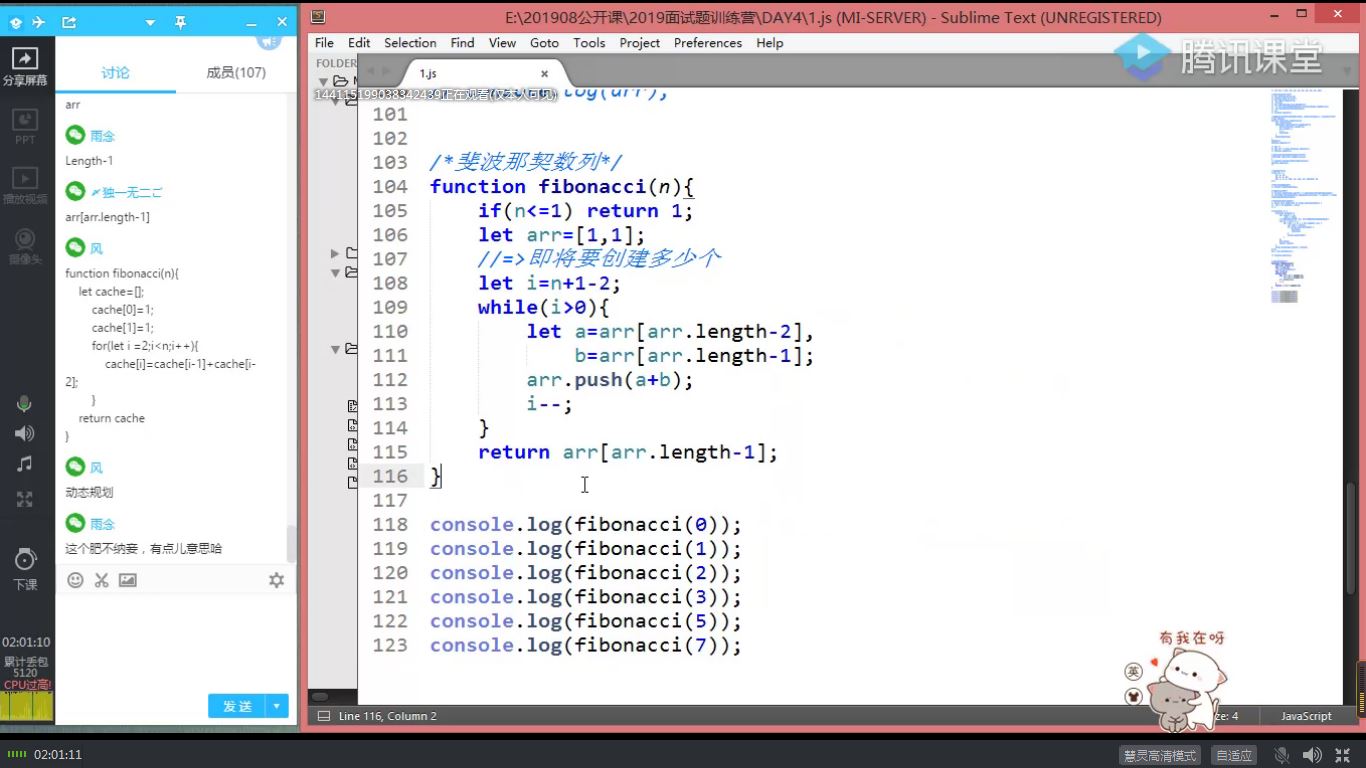 E:\201908公开课\2019面试题训练营\DAY4\1.js (MI-SERVER) - Sublime Text (UNREGISTERED)
File Edit Selection Find View Goto Tools Project Preferences Help
腾讯课堂
FOLDER
1.js
144115199038342439正在观看(仅本人可见)
分享屏幕
PPT
播放视频
摄像头
下课
02:01:10
累计丢包
5120
CPU过高!
讨论
成员(107)
arr
雨念
Length-1
独一无二ご
arr[arr.length-1]
风
function fibonacci(n){
let cache=[];
cache[0]=1;
cache[1]=1;
for(let i =2;i<n;i++){
cache[i]=cache[i-1]+cache[i-
2];
}
return cache
}
风
动态规划
雨念
这个肥不纳妾，有点儿意思哈
发送
log(arr);
101
102
103 /*斐波那契数列*/
104 function fibonacci(n){
105 if(n<=1) return 1;
106 let arr=[1,1];
107 //=>即将要创建多少个
108 let i=n+1-2;
109 while(i>0){
110 let a=arr[arr.length-2],
111 b=arr[arr.length-1];
112 arr.push(a+b);
113 i--;
114 }
115 return arr[arr.length-1];
116 }
117
118 console.log(fibonacci(0));
119 console.log(fibonacci(1));
120 console.log(fibonacci(2));
121 console.log(fibonacci(3));
122 console.log(fibonacci(5));
123 console.log(fibonacci(7));
有我在呀
英
Line 116, Column 2
ze: 4
JavaScript
02:01:11
慧灵高清模式
自适应